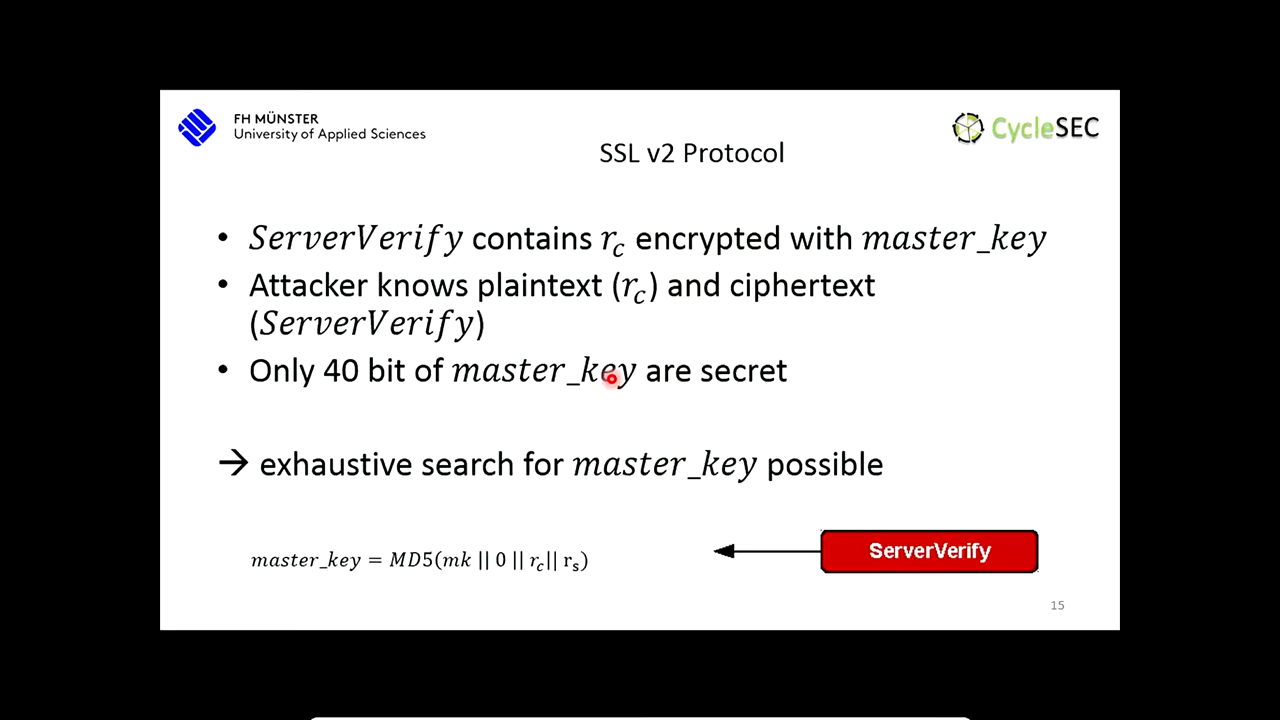 FH MÜNSTER
University of Applied Sciences
CycleSEC
SSL v2 Protocol
• ServerVerify contains r_c encrypted with master_key
• Attacker knows plaintext (r_c) and ciphertext
(ServerVerify)
• Only 40 bit of master_key are secret
→ exhaustive search for master_key possible
master_key = MD5(mk || 0 || r_c|| r_s)
ServerVerify
15